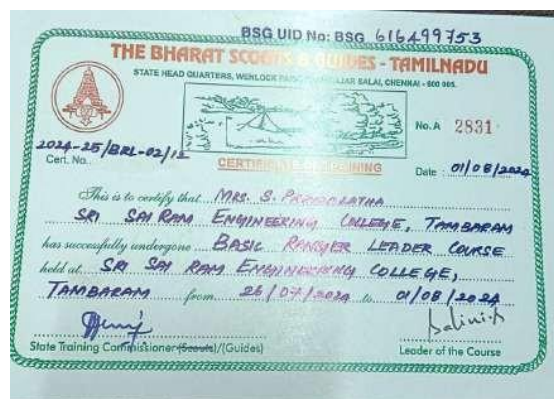 BSG UID No: BSG 616499753
THE BHARAT SCOUTS & GUIDES - TAMILNADU
STATE HEAD QUARTERS, WENLOCK SALAI, CHENNAI - 600 005.
No.A 2831
2024-25/BRL-02/12
Cert. No.
CERTIFICATE OF TRAINING
Date : 01/08/2024
This is to certify that MRS. S.
SRI SAI RAM ENGINEERING COLLEGE, TAMBARAM
has successfully undergone BASIC RANGER LEADER COURSE
held at SRI SAI RAM ENGINEERING COLLEGE,
TAMBARAM from 26/07/2024 to 01/08/2024
State Training Commissioner (Scouts)/(Guides)
Leader of the Course